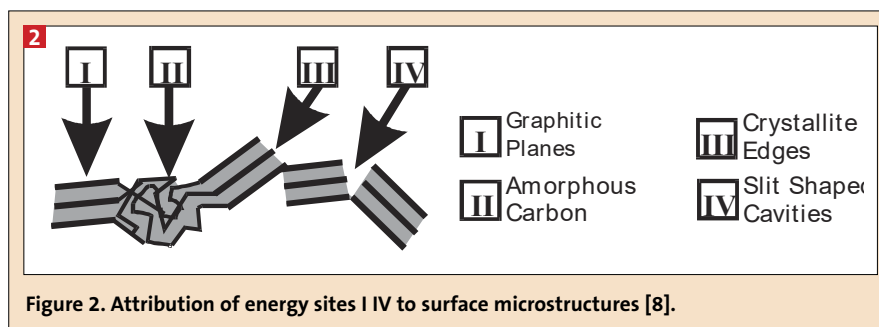 2
I II III IV
I Graphitic Planes
III Crystallite Edges
II Amorphous Carbon
IV Slit Shaped Cavities
Figure 2. Attribution of energy sites I IV to surface microstructures [8].